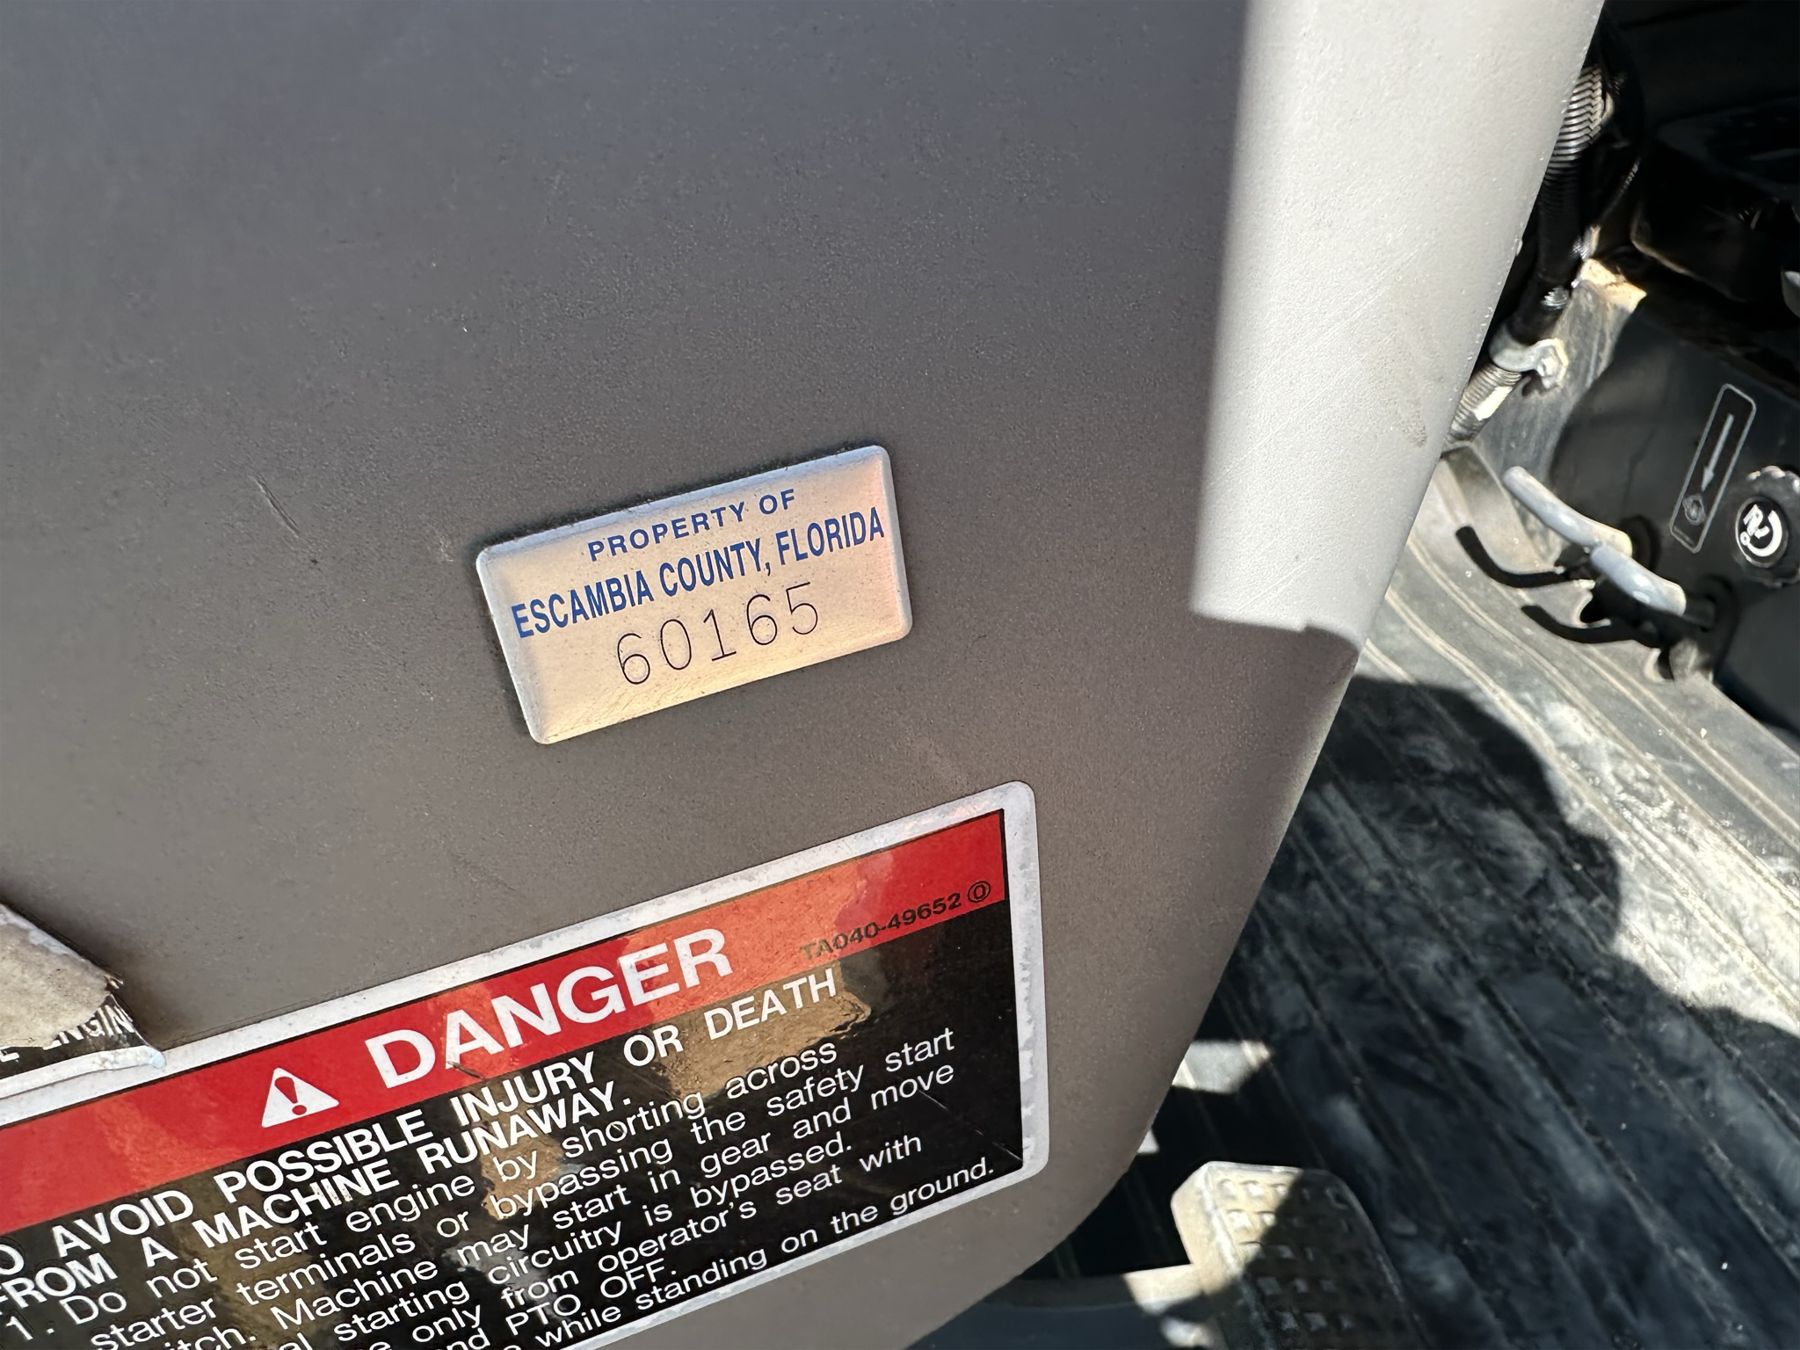 PROPERTY OF
ESCAMBIA COUNTY, FLORIDA
60165
TA040-49652 O
DANGER
AVOID POSSIBLE INJURY OR DEATH
FROM A MACHINE RUNAWAY.
1. Do not start engine by shorting across
starter terminals or bypassing the safety start
Machine may start in gear and move
starting circuitry is bypassed.
only from operator's seat with
PTO OFF.
while standing on the ground.